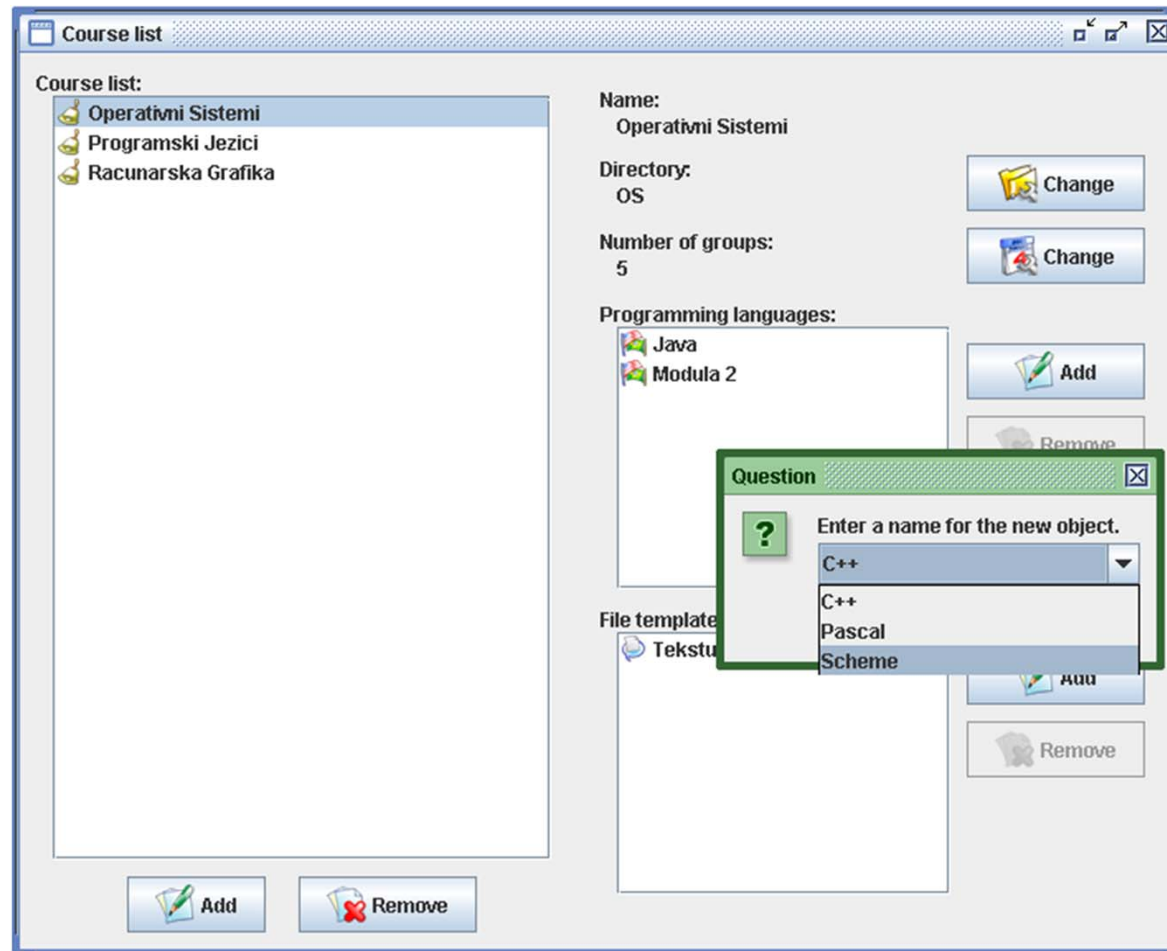 Course list
Course list:
Operativni Sistemi
Programski Jezici
Racunarska Grafika
Add
Remove
Name:
Operativni Sistemi
Directory:
OS
Change
Number of groups:
5
Change
Programming languages:
Java
Modula 2
Add
Remove
Question
?
Enter a name for the new object.
C++
C++
Pascal
Scheme
File template
Add
Remove